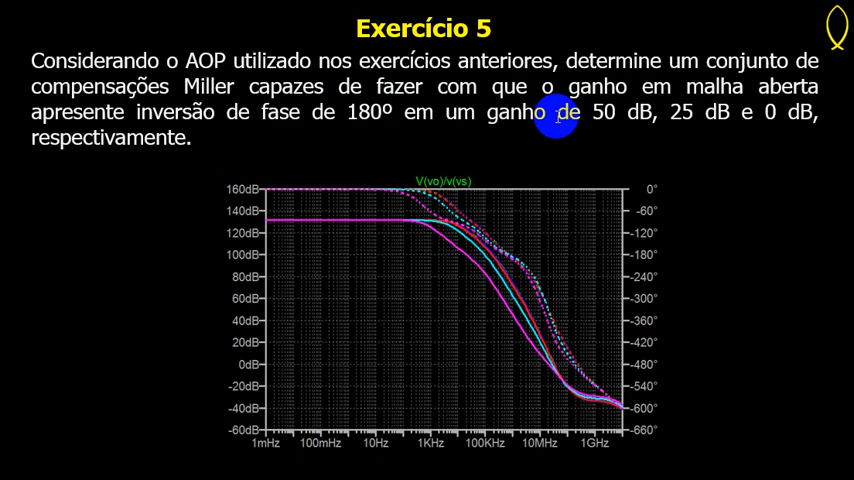 Exercício 5
Considerando o AOP utilizado nos exercícios anteriores, determine um conjunto de
compensações Miller capazes de fazer com que o ganho em malha aberta
apresente inversão de fase de 180º em um ganho de 50 dB, 25 dB e 0 dB,
respectivamente.
V(vo)/v(vs)
160dB 0°
140dB -60°
120dB -120°
100dB -180°
80dB -240°
60dB -300°
40dB -360°
20dB -420°
0dB -480°
-20dB -540°
-40dB -600°
-60dB -660°
1mHz 100mHz 10Hz 1KHz 100KHz 10MHz 1GHz